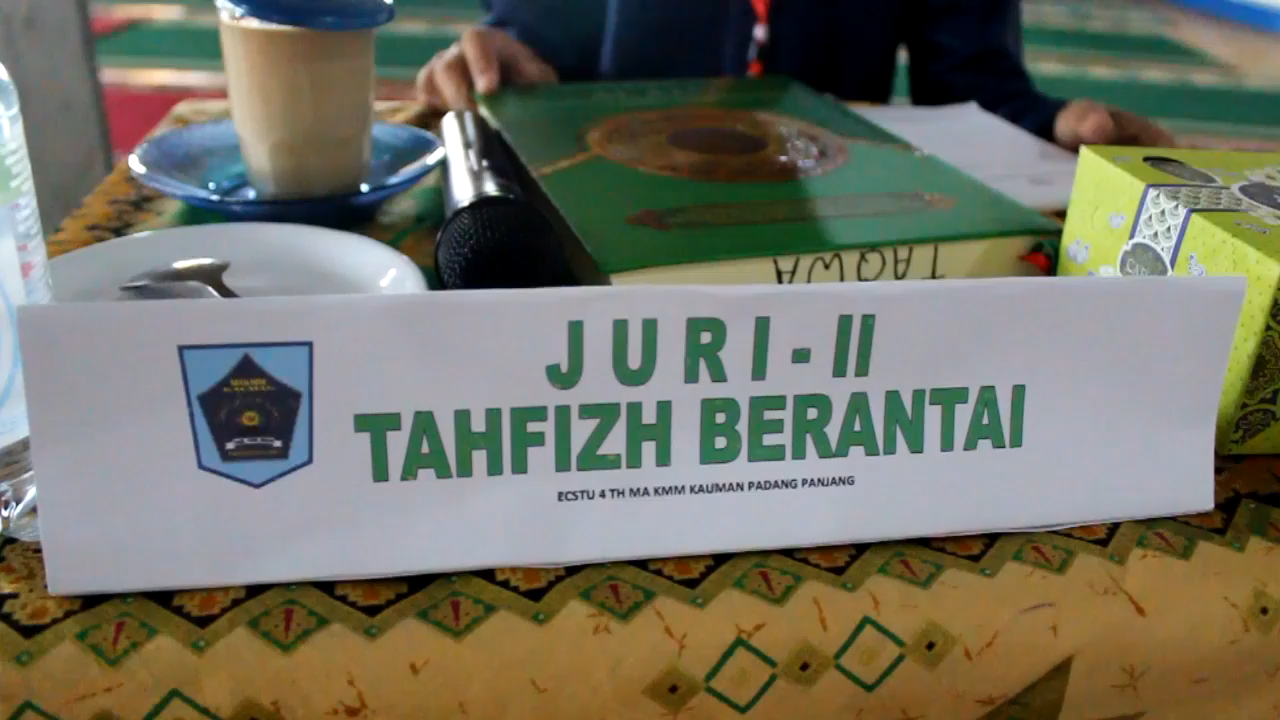 TAQWA
JURI-II
TAHFIZH BERANTAI
ECSTU 4 TH MA KMM KAUMAN PADANG PANJANG